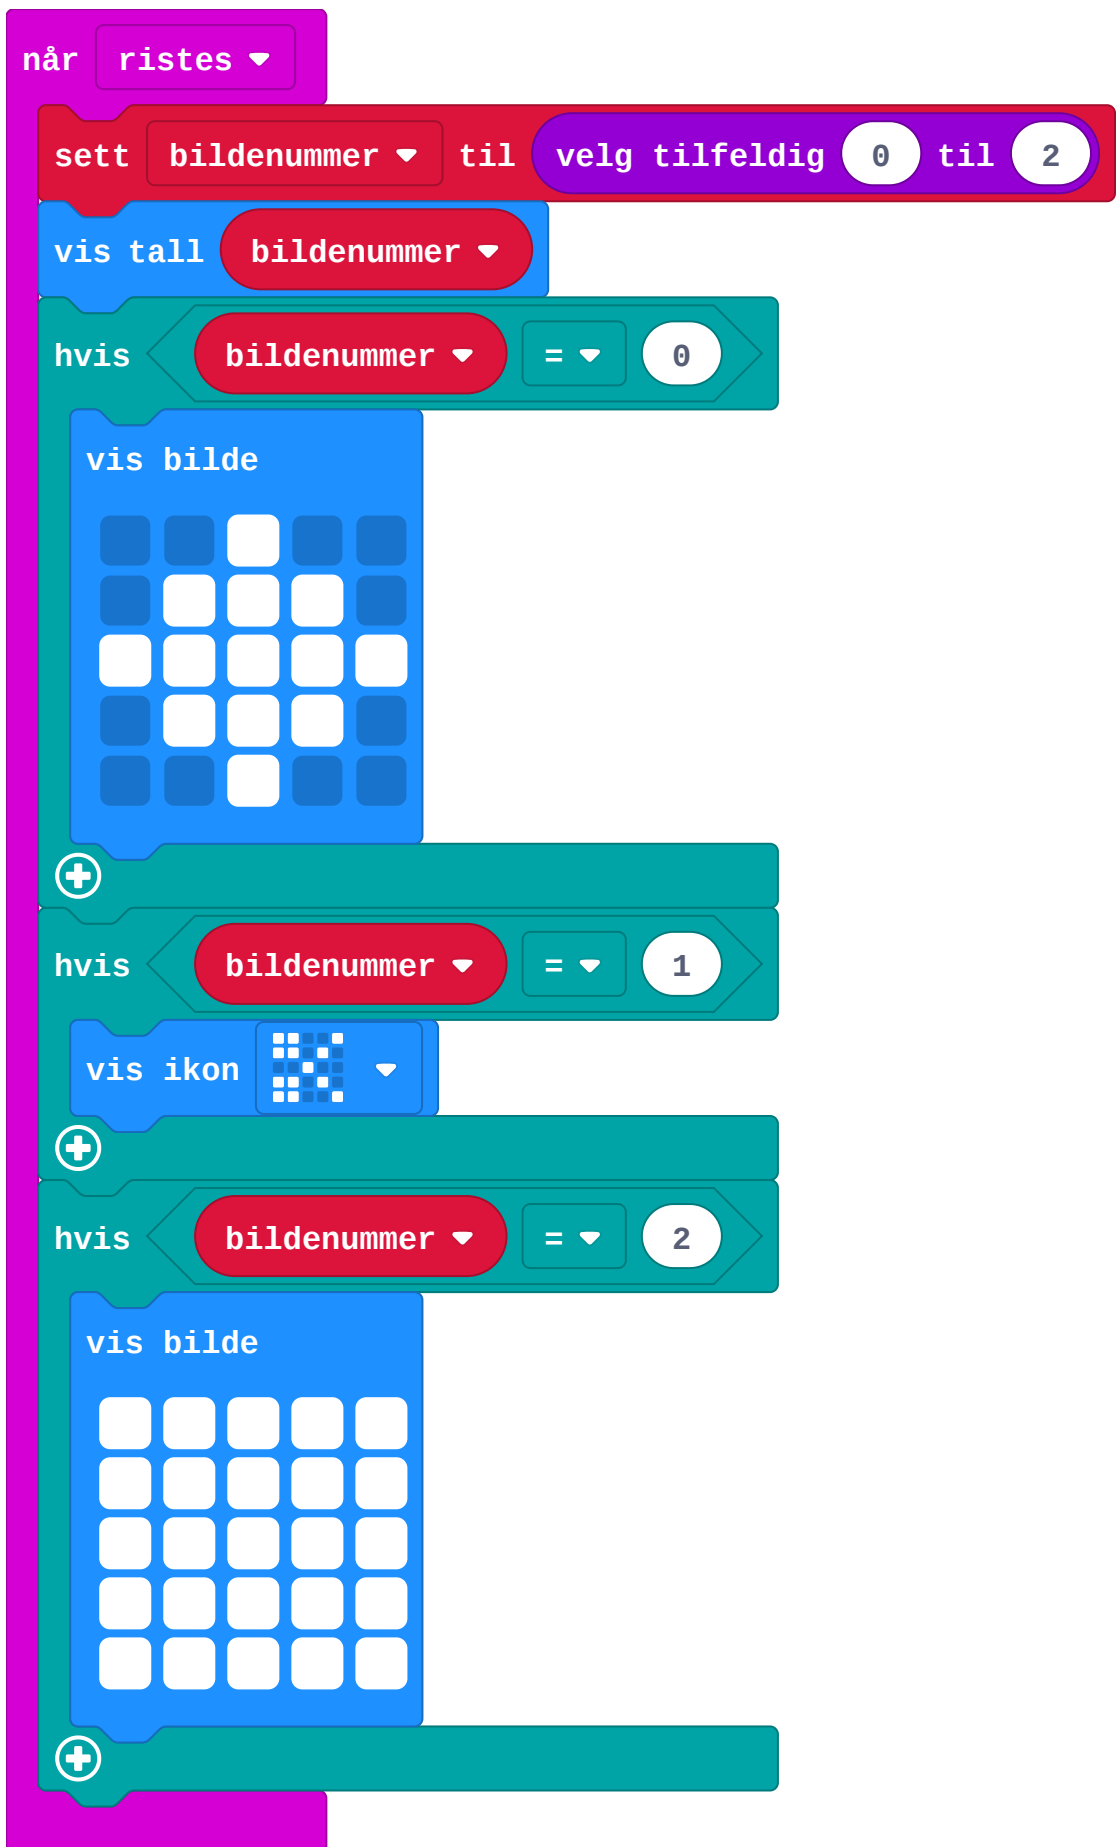 når ristes
sett bildenummer til velg tilfeldig 0 til 2
vis tall bildenummer
hvis bildenummer = 0
vis bilde
hvis bildenummer = 1
vis ikon
hvis bildenummer = 2
vis bilde